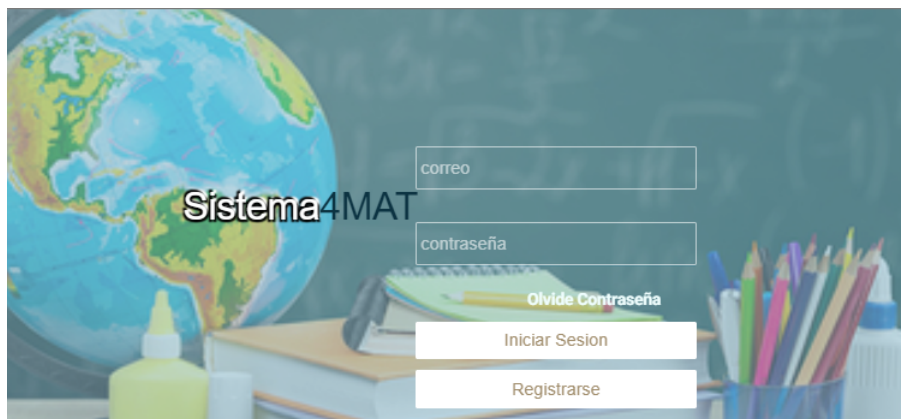 correo
Sistema4MAT
contraseña
Olvide Contraseña
Iniciar Sesion
Registrarse